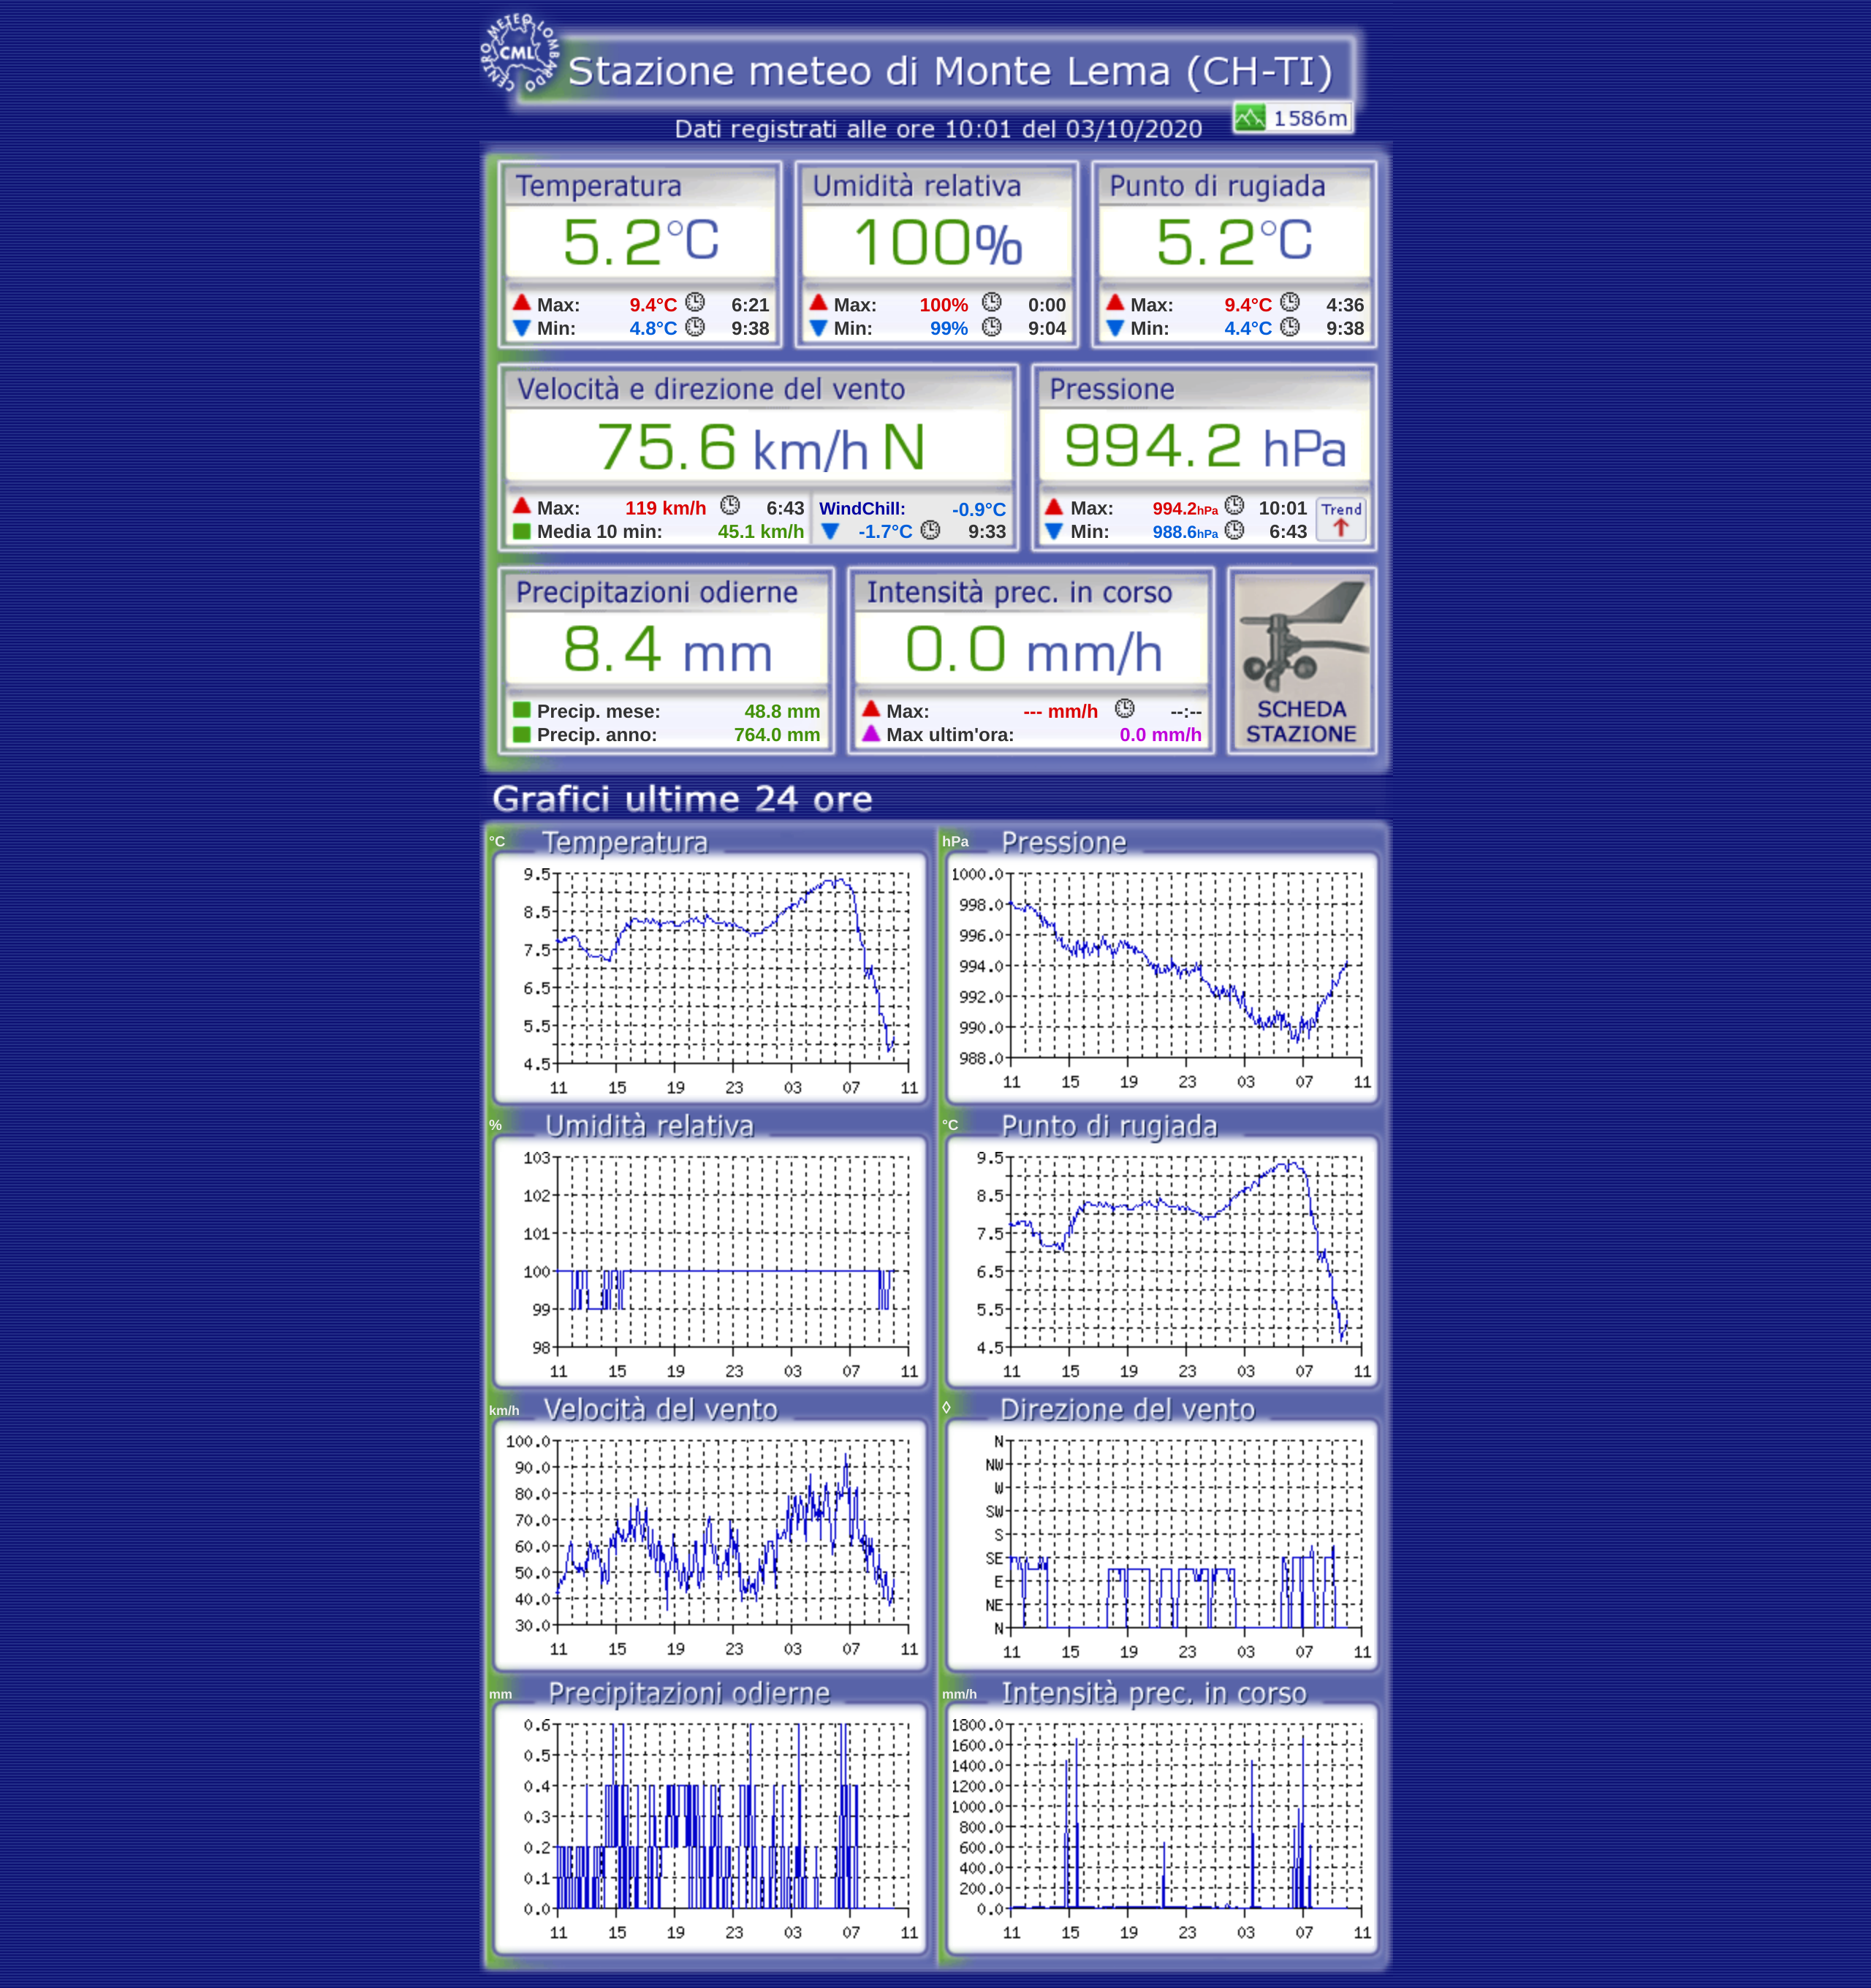 CENTRO METEO LOMBARDO
CML
Stazione meteo di Monte Lema (CH-TI)
1586m
Dati registrati alle ore 10:01 del 03/10/2020
Temperatura
5.2°C
Max: 9.4°C 6:21
Min: 4.8°C 9:38
Umidità relativa
100%
Max: 100% 0:00
Min: 99% 9:04
Punto di rugiada
5.2°C
Max: 9.4°C 4:36
Min: 4.4°C 9:38
Velocità e direzione del vento
75.6 km/h N
Max: 119 km/h 6:43
Media 10 min: 45.1 km/h
WindChill: -0.9°C
-1.7°C 9:33
Pressione
994.2 hPa
Max: 994.2hPa 10:01
Min: 988.6hPa 6:43
Trend
Precipitazioni odierne
8.4 mm
Precip. mese: 48.8 mm
Precip. anno: 764.0 mm
Intensità prec. in corso
0.0 mm/h
Max: --- mm/h --:--
Max ultim'ora: 0.0 mm/h
SCHEDA
STAZIONE
Grafici ultime 24 ore
°C Temperatura
9.5
8.5
7.5
6.5
5.5
4.5
11 15 19 23 03 07 11
hPa Pressione
1000.0
998.0
996.0
994.0
992.0
990.0
988.0
11 15 19 23 03 07 11
% Umidità relativa
103
102
101
100
99
98
11 15 19 23 03 07 11
°C Punto di rugiada
9.5
8.5
7.5
6.5
5.5
4.5
11 15 19 23 03 07 11
km/h Velocità del vento
100.0
90.0
80.0
70.0
60.0
50.0
40.0
30.0
11 15 19 23 03 07 11
◊ Direzione del vento
N
NW
W
SW
S
SE
E
NE
N
11 15 19 23 03 07 11
mm Precipitazioni odierne
0.6
0.5
0.4
0.3
0.2
0.1
0.0
11 15 19 23 03 07 11
mm/h Intensità prec. in corso
1800.0
1600.0
1400.0
1200.0
1000.0
800.0
600.0
400.0
200.0
0.0
11 15 19 23 03 07 11